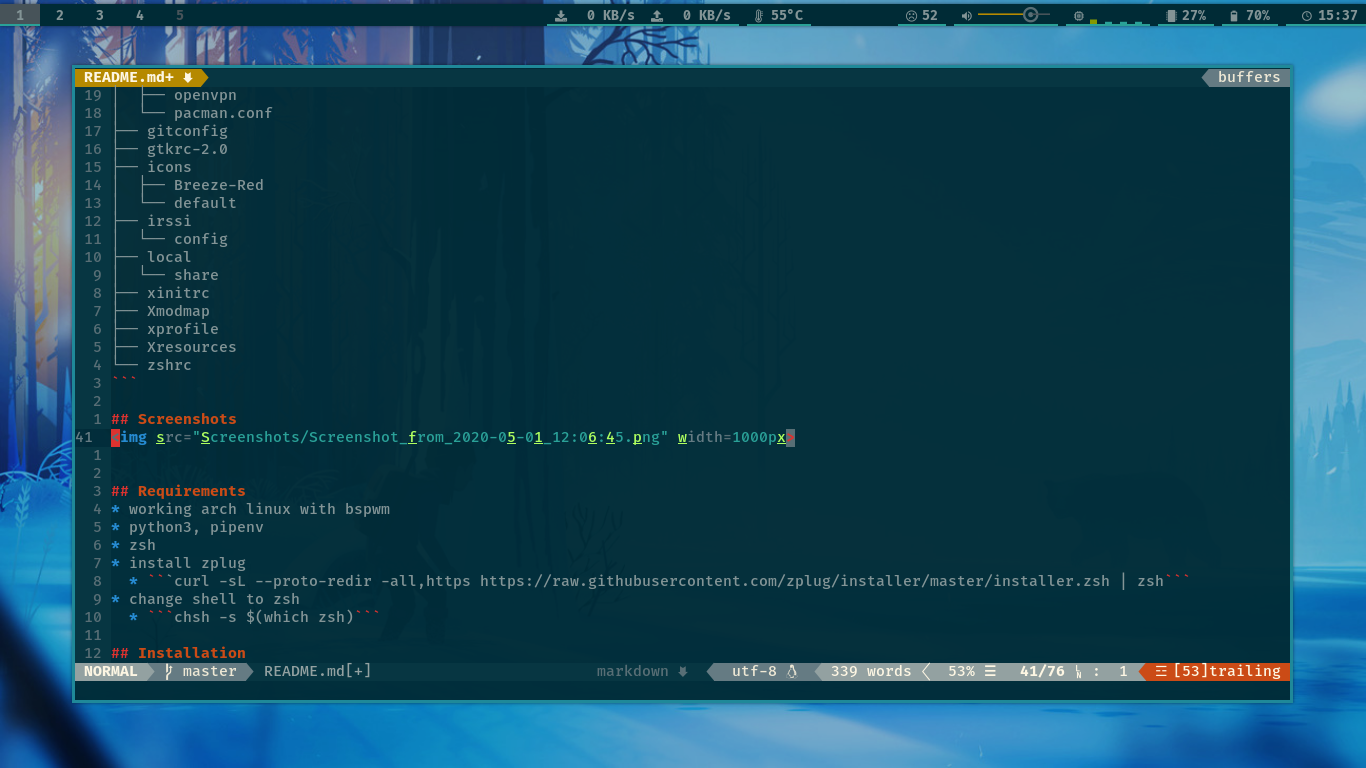 1 2 3 4 5 0 KB/s 0 KB/s 55°C 52 27% 70% 15:37
README.md+ buffers
19 │ ├── openvpn
18 │ └── pacman.conf
17 ├── gitconfig
16 ├── gtkrc-2.0
15 ├── icons
14 │ ├── Breeze-Red
13 │ └── default
12 ├── irssi
11 │ └── config
10 ├── local
9 │ └── share
8 ├── xinitrc
7 ├── Xmodmap
6 ├── xprofile
5 ├── Xresources
4 └── zshrc
3 ```
2
1 ## Screenshots
41 <img src="Screenshots/Screenshot_from_2020-05-01_12:06:45.png" width=1000px>
1
2
3 ## Requirements
4 * working arch linux with bspwm
5 * python3, pipenv
6 * zsh
7 * install zplug
8 * ```curl -sL --proto-redir -all,https https://raw.githubusercontent.com/zplug/installer/master/installer.zsh | zsh```
9 * change shell to zsh
10 * ```chsh -s $(which zsh)```
11
12 ## Installation
NORMAL master README.md[+] markdown utf-8 339 words 53% ☰ 41/76 : 1 [53]trailing